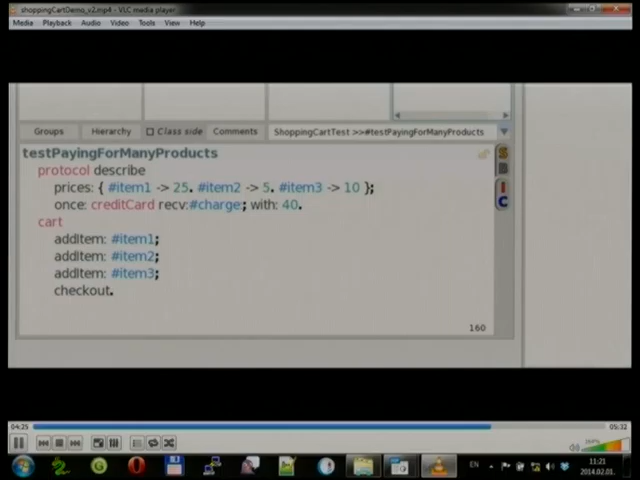 shoppingCartDemo_v2.mp4 - VLC media player
Media Playback Audio Video Tools View Help
Groups Hierarchy Class side Comments ShoppingCartTest >>#testPayingForManyProducts
testPayingForManyProducts
protocol describe
prices: { #item1 -> 25. #item2 -> 5. #item3 -> 10 };
once: creditCard recv:#charge; with: 40.
cart
addItem: #item1;
addItem: #item2;
addItem: #item3;
checkout.
S
B
I
C
160
04:25 05:32
EN 11:21
2014.02.01.